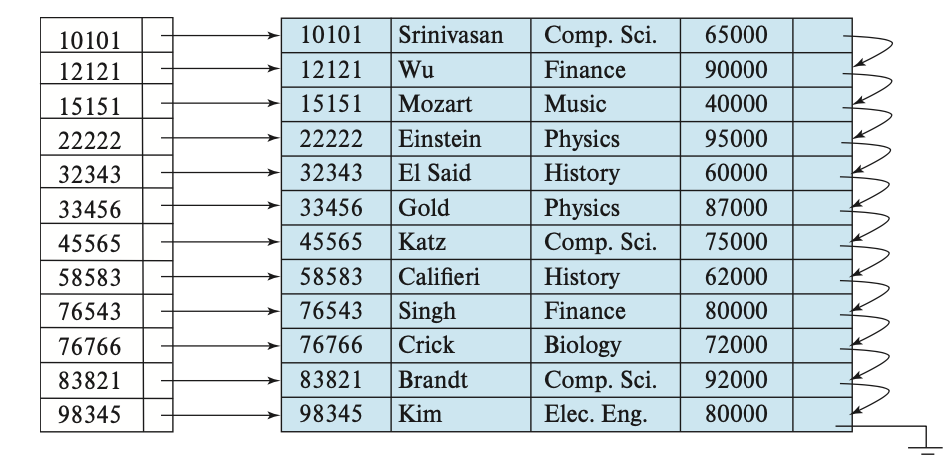 10101 10101 Srinivasan Comp. Sci. 65000
12121 12121 Wu Finance 90000
15151 15151 Mozart Music 40000
22222 22222 Einstein Physics 95000
32343 32343 El Said History 60000
33456 33456 Gold Physics 87000
45565 45565 Katz Comp. Sci. 75000
58583 58583 Califieri History 62000
76543 76543 Singh Finance 80000
76766 76766 Crick Biology 72000
83821 83821 Brandt Comp. Sci. 92000
98345 98345 Kim Elec. Eng. 80000